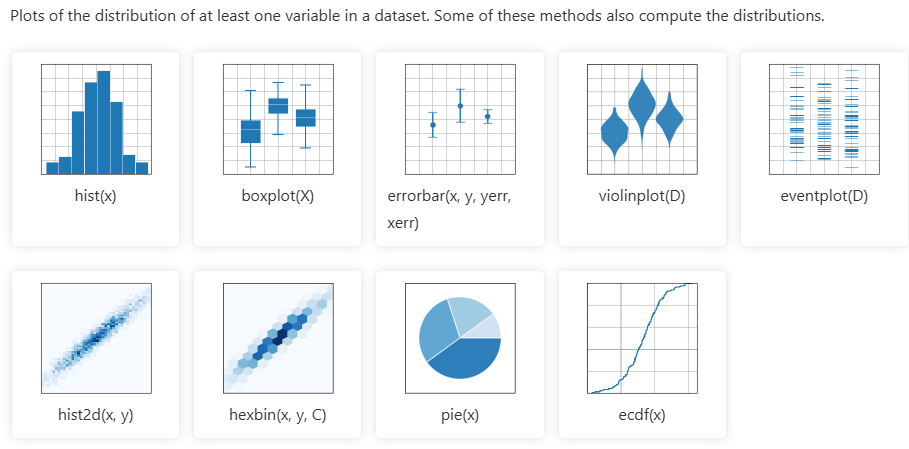 Plots of the distribution of at least one variable in a dataset. Some of these methods also compute the distributions.
hist(x)
boxplot(X)
errorbar(x, y, yerr,
xerr)
violinplot(D)
eventplot(D)
hist2d(x, y)
hexbin(x, y, C)
pie(x)
ecdf(x)